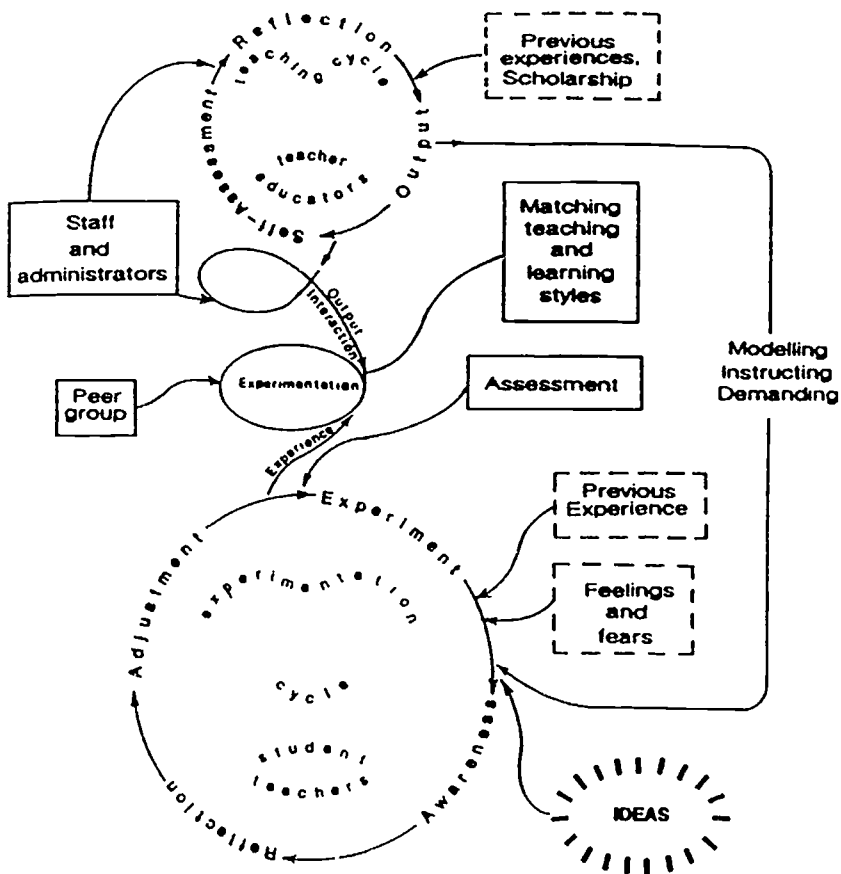 Reflection
teaching cycle
Output
Self-Assessment
teacher
educators
Previous
experiences,
Scholarship
Staff
and
administrators
Matching
teaching
and
learning
styles
Output
Interaction
Experimentation
Peer
group
Experience
Assessment
Modelling
Instructing
Demanding
Previous
Experience
Feelings
and
fears
Experiment
Adjustment
experimentation
cycle
student
teachers
Awareness
Reflection
IDEAS